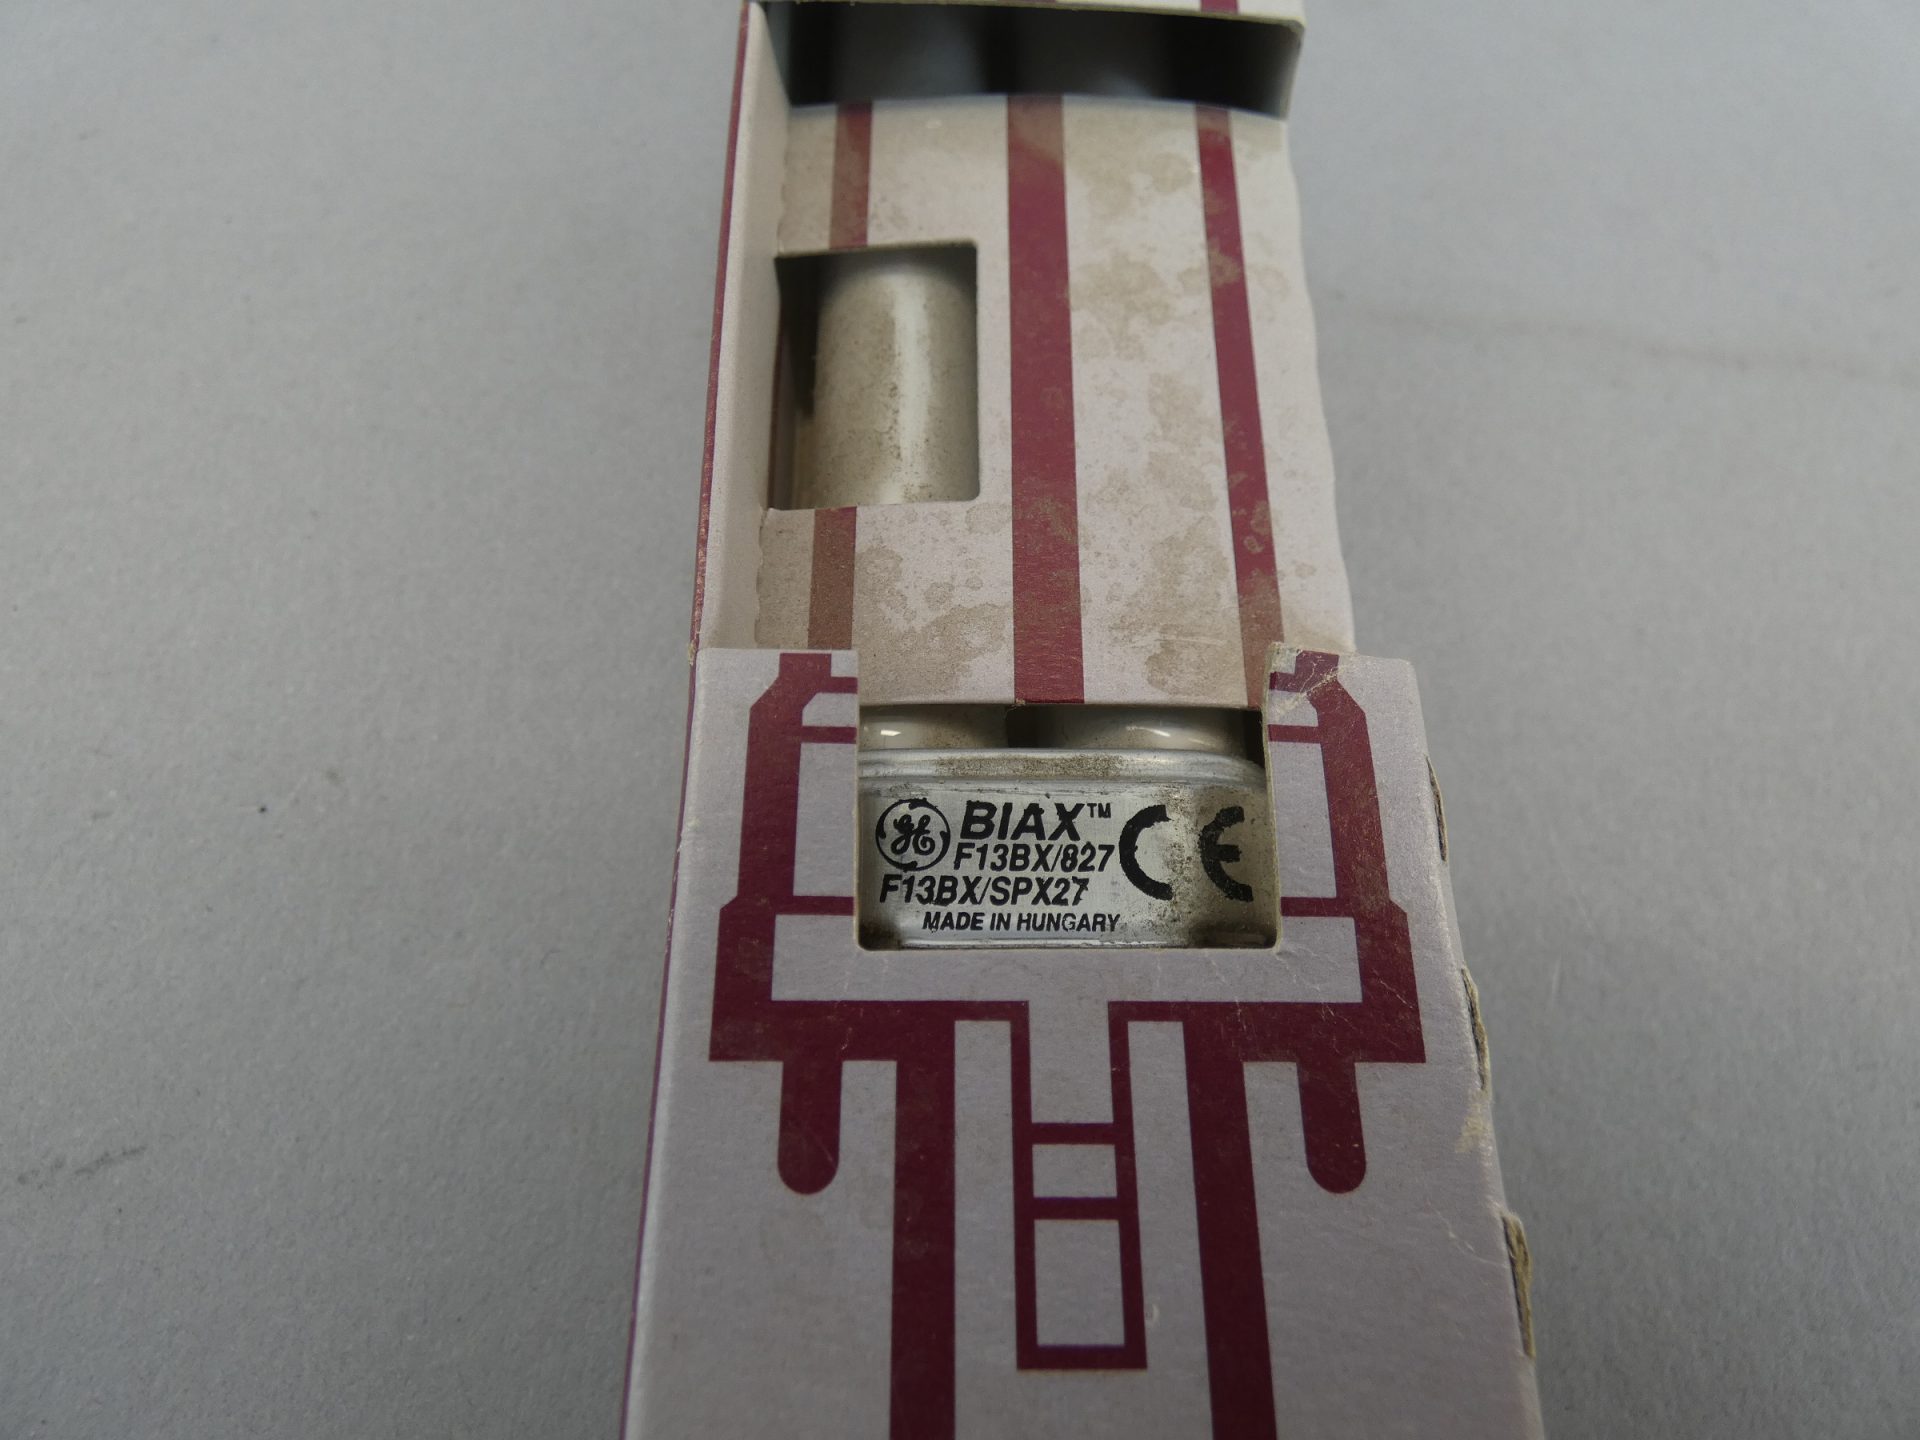 GE BIAX™ CE
F13BX/827
F13BX/SPX27
MADE IN HUNGARY